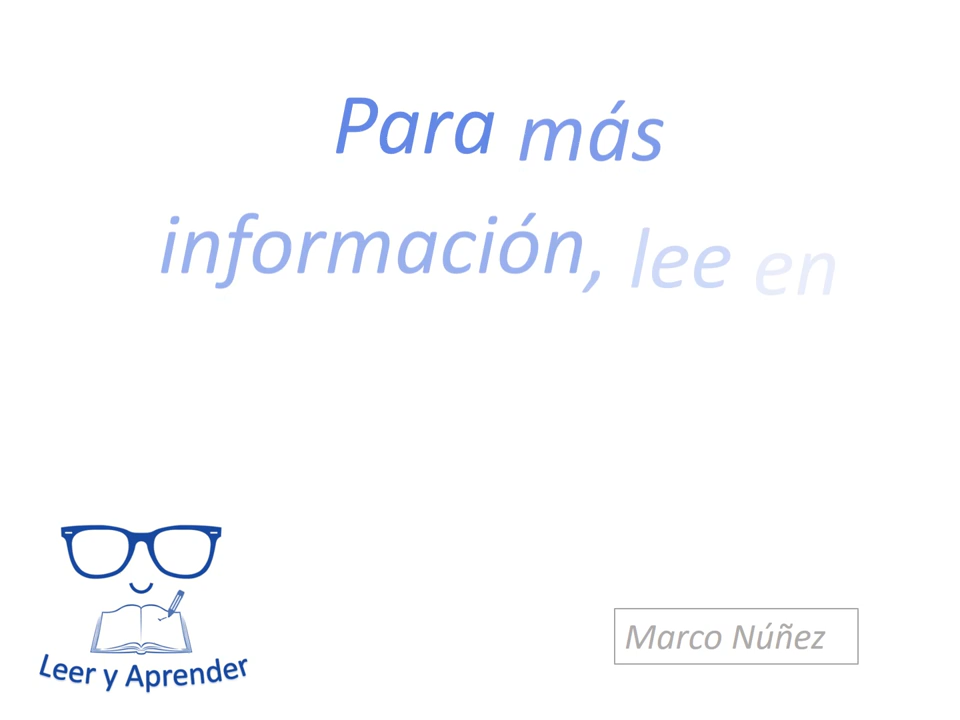 Para más
información, lee en
Leer y Aprender
Marco Núñez